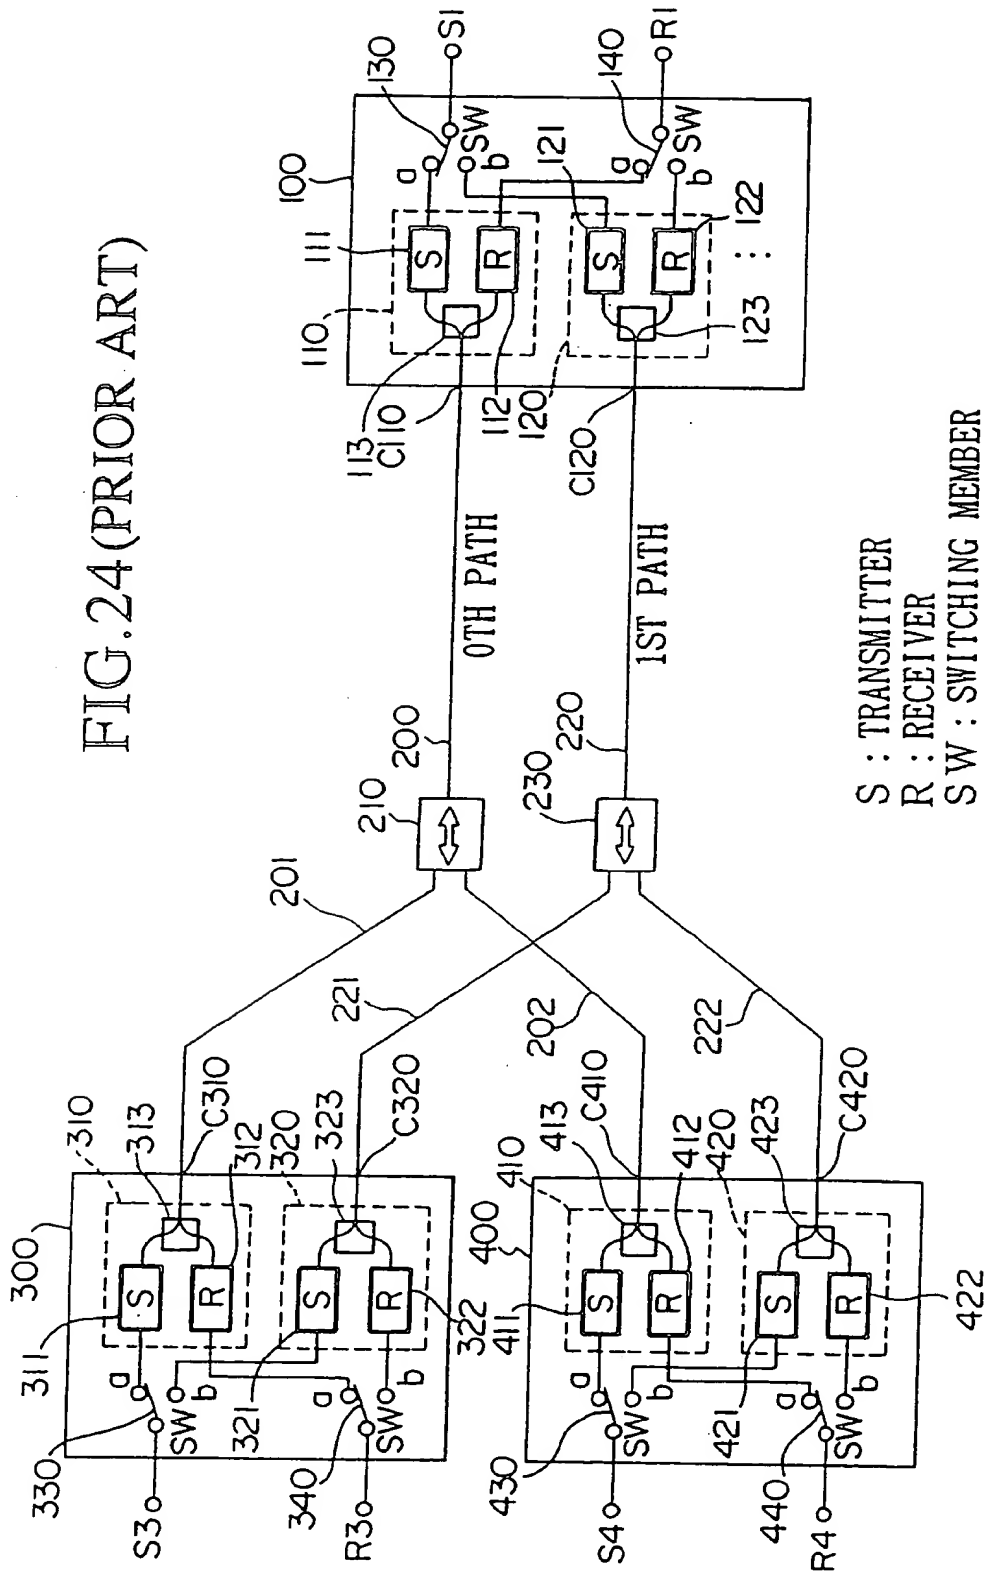 FIG.24(PRIOR ART)
300
311
S
310
313
C310
R
312
330
a
SW
b
S3
321
S
320
323
C320
R
322
340
a
SW
b
R3
400
411
S
410
413
C410
R
412
430
a
SW
b
S4
421
S
420
423
C420
R
422
440
a
SW
b
R4
201
221
202
222
210
200
230
220
0TH PATH
1ST PATH
100
110
111
S
113
C110
R
112
130
a
SW
b
S1
120
121
S
C120
R
122
123
140
a
SW
b
R1
S : TRANSMITTER
R : RECEIVER
SW : SWITCHING MEMBER